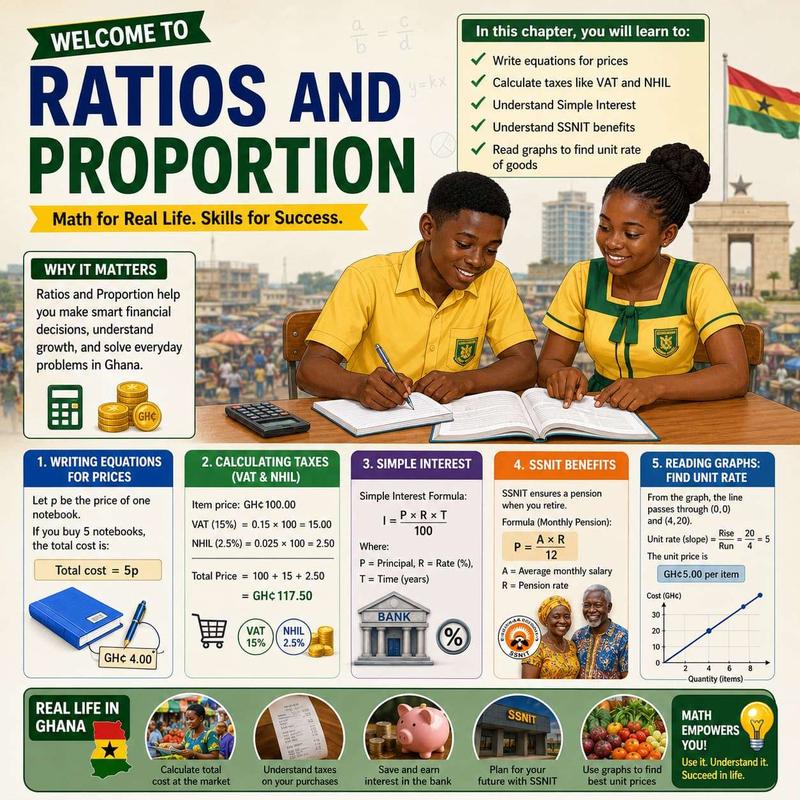 WELCOME TO
RATIOS AND
PROPORTION
Math for Real Life. Skills for Success.
a/b = c/d
y=kx
In this chapter, you will learn to:
✓ Write equations for prices
✓ Calculate taxes like VAT and NHIL
✓ Understand Simple Interest
✓ Understand SSNIT benefits
✓ Read graphs to find unit rate
of goods
WHY IT MATTERS
Ratios and Proportion help
you make smart financial
decisions, understand
growth, and solve everyday
problems in Ghana.
GH¢
1. WRITING EQUATIONS
FOR PRICES
Let p be the price of one
notebook.
If you buy 5 notebooks,
the total cost is:
Total cost = 5p
GH¢ 4.00
2. CALCULATING TAXES
(VAT & NHIL)
Item price: GH¢100.00
VAT (15%) = 0.15 × 100 = 15.00
NHIL (2.5%) = 0.025 × 100 = 2.50
Total Price = 100 + 15 + 2.50
= GH¢ 117.50
VAT
15%
NHIL
2.5%
3. SIMPLE INTEREST
Simple Interest Formula:
I = P × R × T
100
Where:
P = Principal, R = Rate (%),
T = Time (years)
BANK
%
4. SSNIT BENEFITS
SSNIT ensures a pension
when you retire.
Formula (Monthly Pension):
P = A × R
12
A = Average monthly salary
R = Pension rate
SSNIT
5. READING GRAPHS:
FIND UNIT RATE
From the graph, the line
passes through (0,0)
and (4,20).
Unit rate (slope) = Rise/Run = 20/4 = 5
The unit price is
GH¢5.00 per item
Cost (GH¢)
30
20
10
0
2 4 6 8
Quantity (items)
REAL LIFE IN
GHANA
Calculate total
cost at the market
Understand taxes
on your purchases
Save and earn
interest in the bank
SSNIT
Plan for your
future with SSNIT
Use graphs to find
best unit prices
MATH
EMPOWERS
YOU!
Use it. Understand it.
Succeed in life.